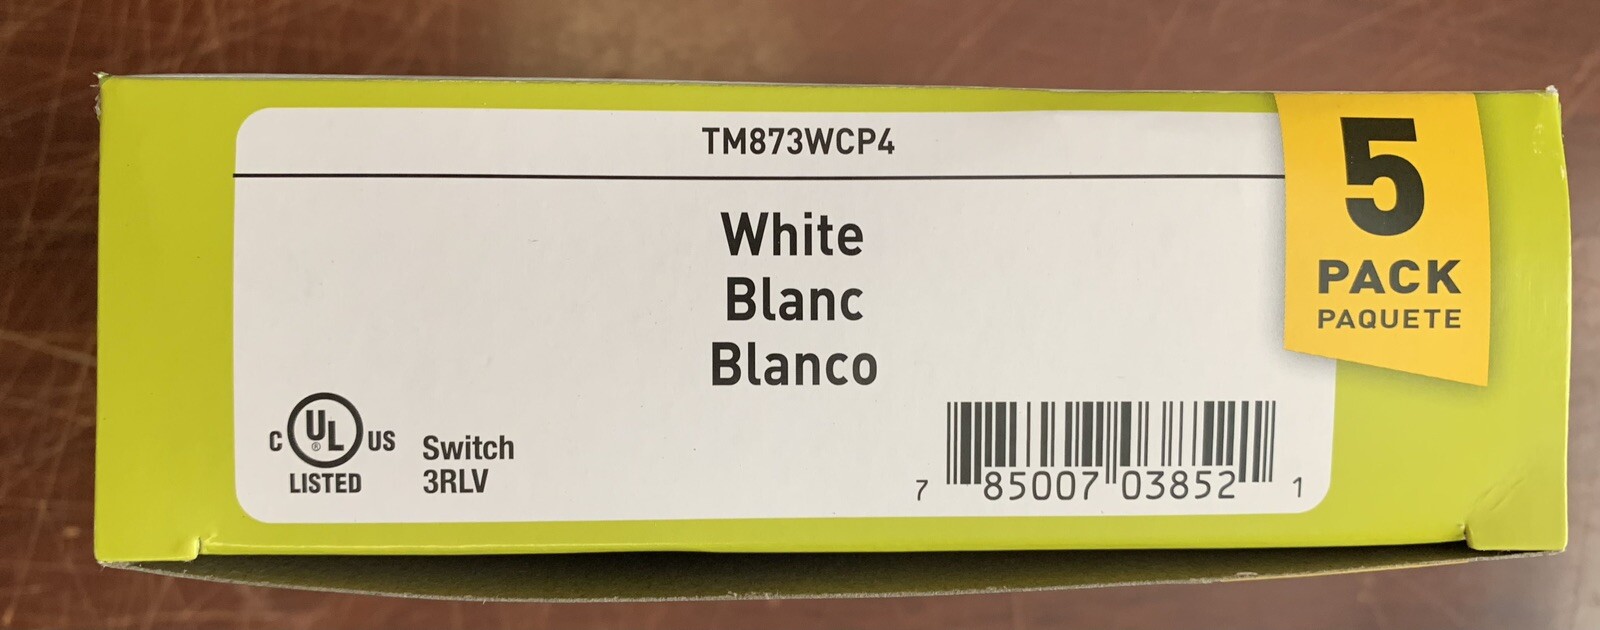 TM873WCP4
5
PACK
PAQUETE
White
Blanc
Blanco
C UL® US
LISTED
Switch
3RLV
7 85007 03852 1